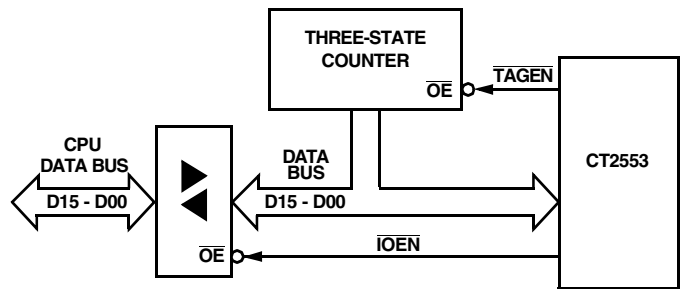 THREE-STATE
COUNTER
OE
TAGEN
CPU
DATA BUS
D15 - D00
DATA
BUS
D15 - D00
CT2553
OE
IOEN